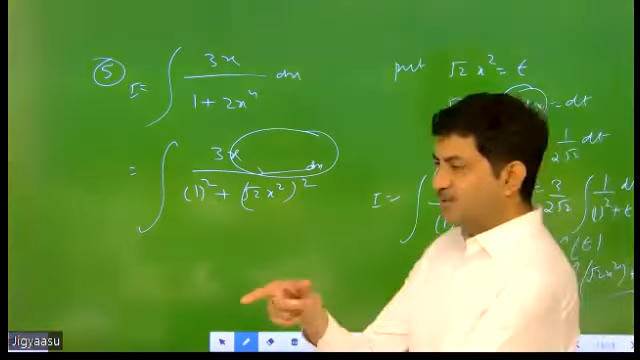 ⑤ I = ∫ 3x / 1 + 2x⁴ dx
= ∫ 3x / (1)² + (√2 x²)² dx
put √2 x² = t
= dt
1 / 2√2 dt
I = ∫
= 3 / 2√2 ∫ 1 / (1)² + t
(t)
(√2x²) +
Jigyaasu